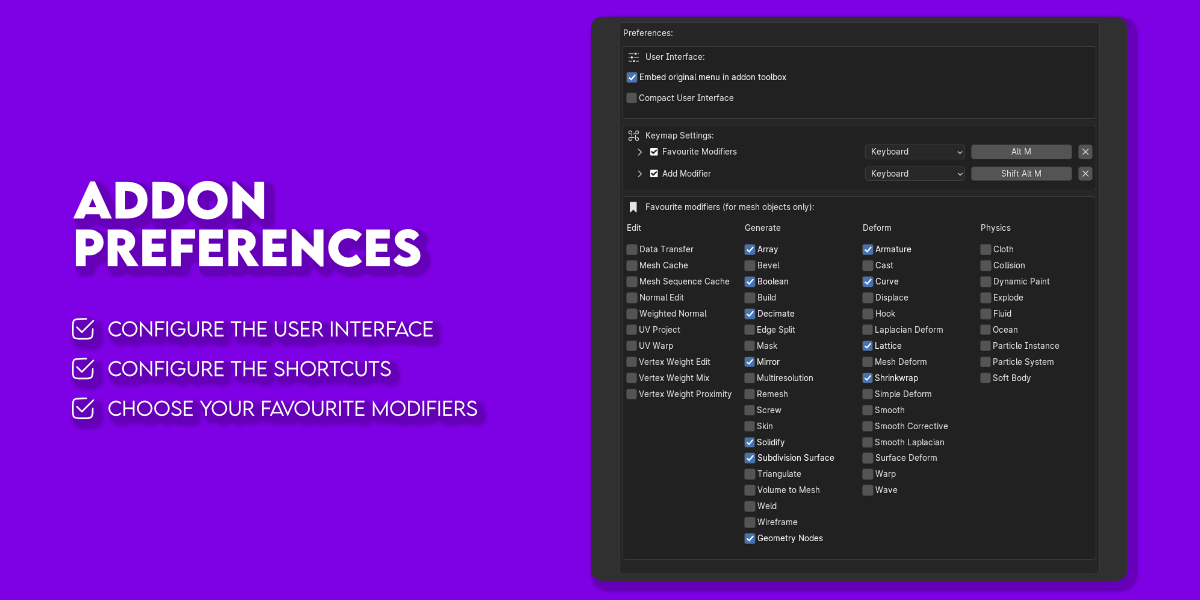 ADDON
PREFERENCES
CONFIGURE THE USER INTERFACE
CONFIGURE THE SHORTCUTS
CHOOSE YOUR FAVOURITE MODIFIERS
Preferences:
User Interface:
Embed original menu in addon toolbox
Compact User Interface
Keymap Settings:
Favourite Modifiers Keyboard Alt M
Add Modifier Keyboard Shift Alt M
Favourite modifiers (for mesh objects only):
Edit
Data Transfer
Mesh Cache
Mesh Sequence Cache
Normal Edit
Weighted Normal
UV Project
UV Warp
Vertex Weight Edit
Vertex Weight Mix
Vertex Weight Proximity
Generate
Array
Bevel
Boolean
Build
Decimate
Edge Split
Mask
Mirror
Multiresolution
Remesh
Screw
Skin
Solidify
Subdivision Surface
Triangulate
Volume to Mesh
Weld
Wireframe
Geometry Nodes
Deform
Armature
Cast
Curve
Displace
Hook
Laplacian Deform
Lattice
Mesh Deform
Shrinkwrap
Simple Deform
Smooth
Smooth Corrective
Smooth Laplacian
Surface Deform
Warp
Wave
Physics
Cloth
Collision
Dynamic Paint
Explode
Fluid
Ocean
Particle Instance
Particle System
Soft Body